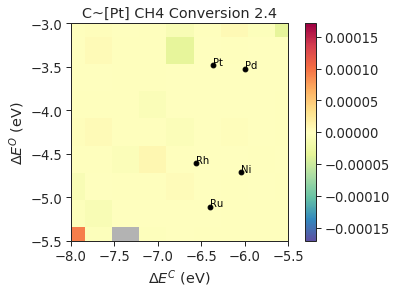 C~[Pt] CH4 Conversion 2.4
−3.0
−3.5
−4.0
−4.5
−5.0
−5.5
ΔE^O (eV)
Pt
Pd
Rh
Ni
Ru
−8.0 −7.5 −7.0 −6.5 −6.0 −5.5
ΔE^C (eV)
0.00015
0.00010
0.00005
0.00000
−0.00005
−0.00010
−0.00015